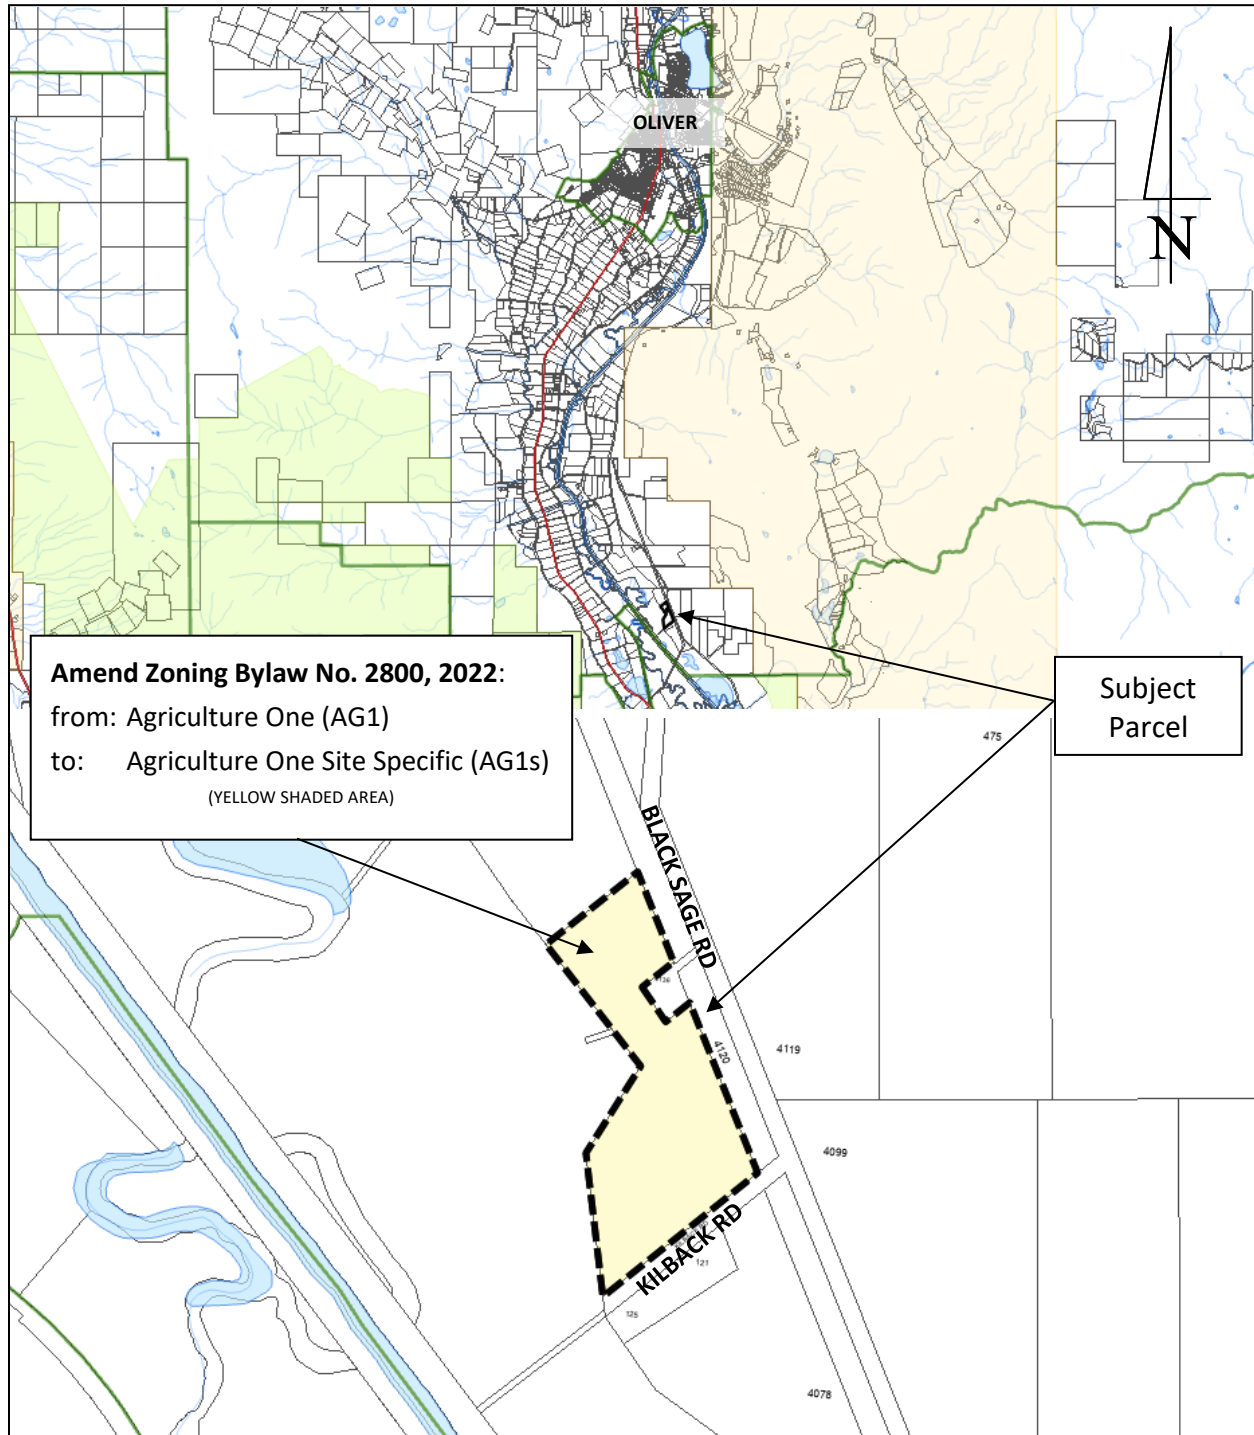 OLIVER
N
Amend Zoning Bylaw No. 2800, 2022:
from: Agriculture One (AG1)
to: Agriculture One Site Specific (AG1s)
(YELLOW SHADED AREA)
Subject
Parcel
475
BLACK SAGE RD
4136
4120
4119
4099
KILBACK RD
121
125
4078